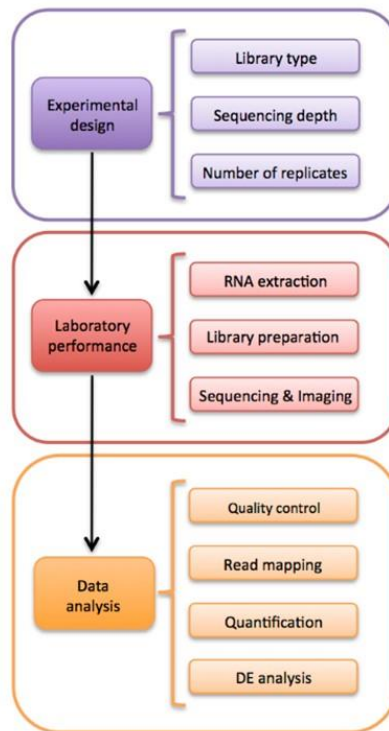 Library type
Experimental
design
Sequencing depth
Number of replicates
RNA extraction
Laboratory
performance
Library preparation
Sequencing & Imaging
Quality control
Read mapping
Data
analysis
Quantification
DE analysis